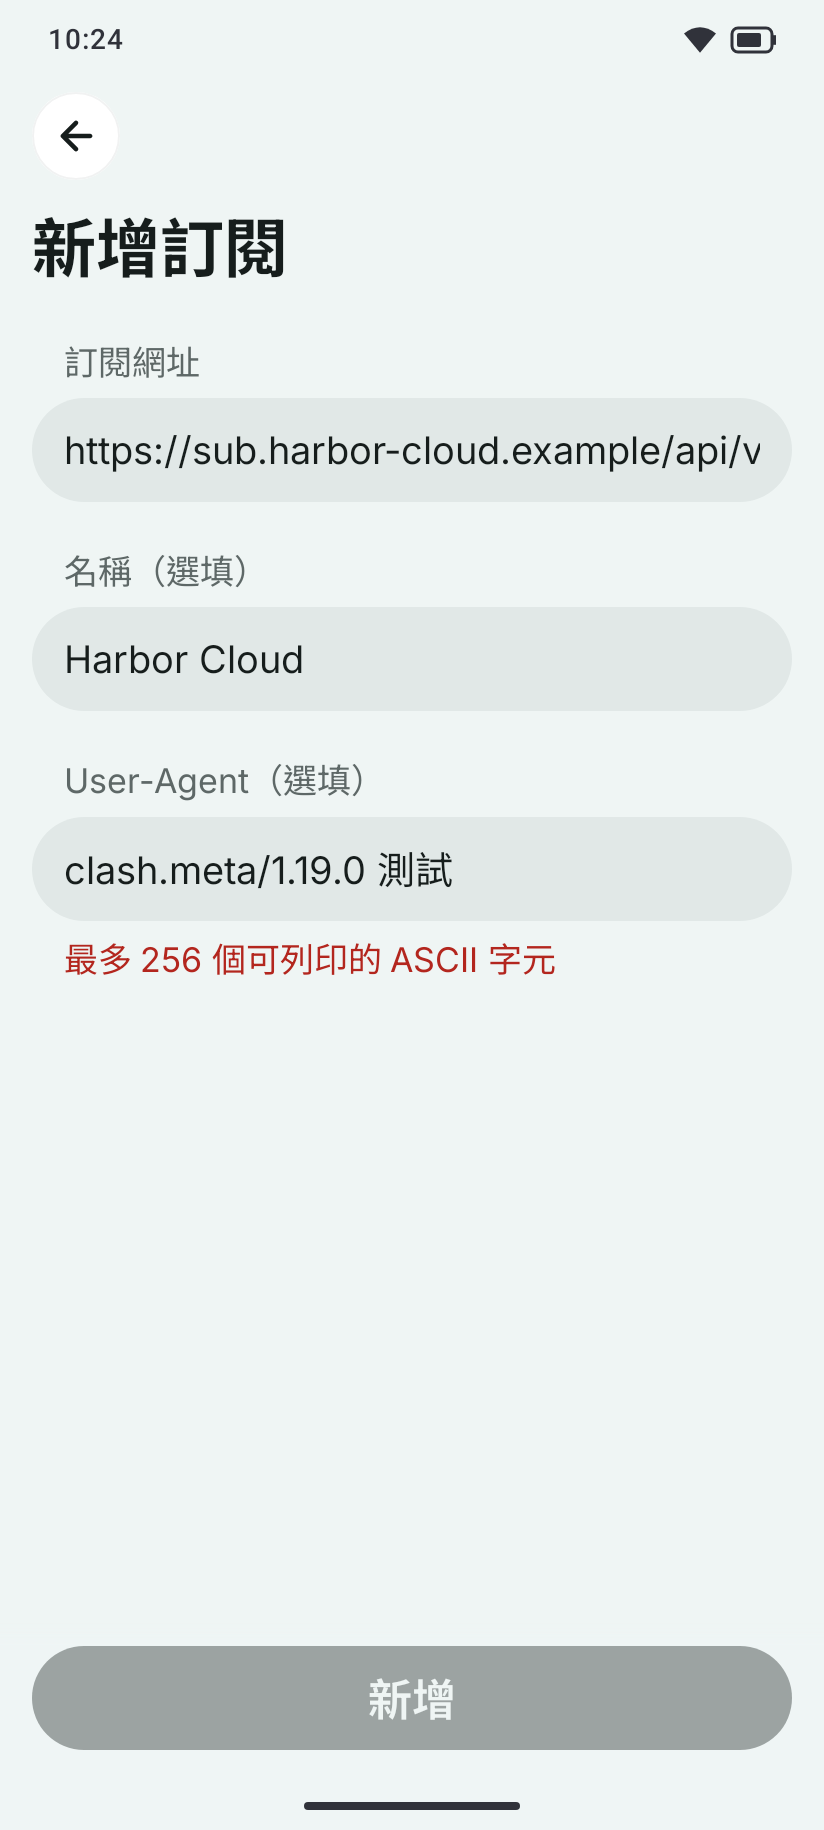 10:24
新增訂閱
訂閱網址
https://sub.harbor-cloud.example/api/v
名稱（選填）
Harbor Cloud
User-Agent（選填）
clash.meta/1.19.0 測試
最多 256 個可列印的 ASCII 字元
新增